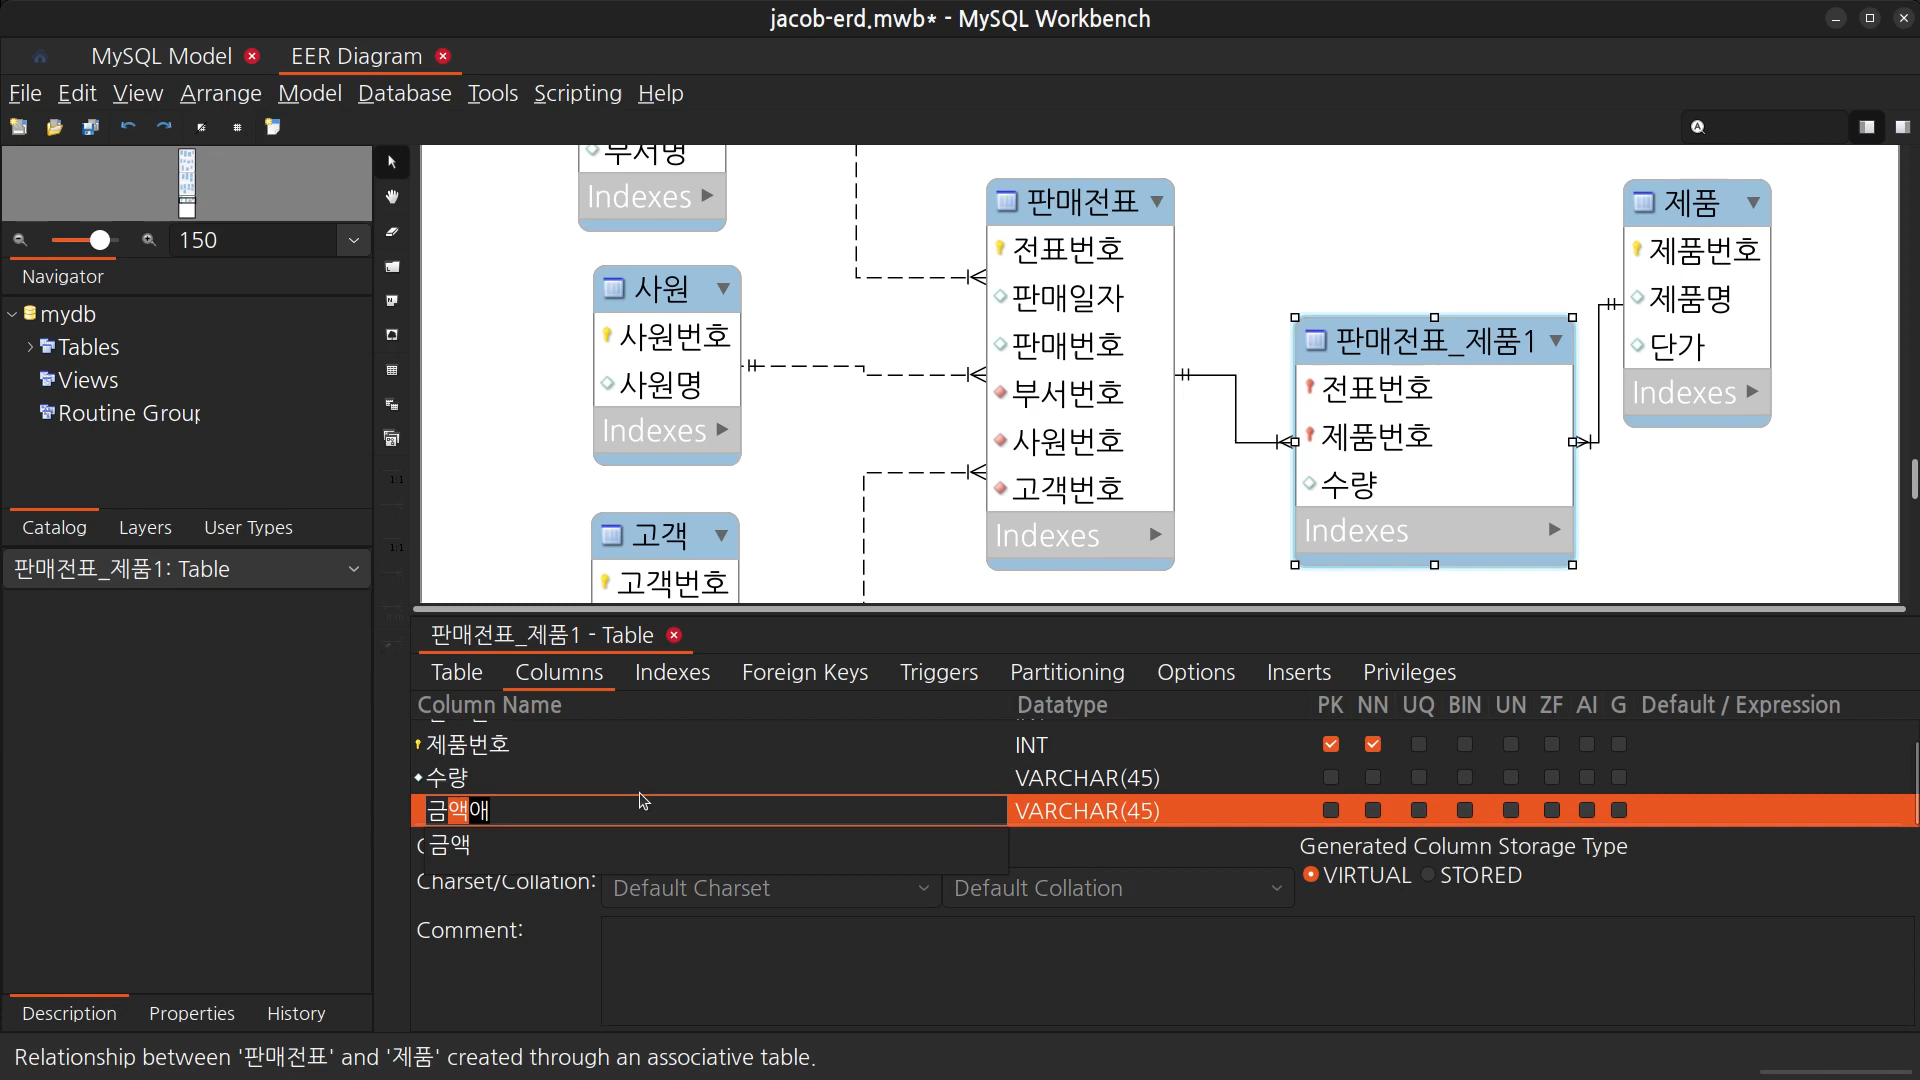 jacob-erd.mwb* - MySQL Workbench
MySQL Model
EER Diagram
File Edit View Arrange Model Database Tools Scripting Help
150
Navigator
mydb
Tables
Views
Routine Group
Catalog Layers User Types
판매전표_제품1: Table
Description Properties History
부서명
Indexes
사원
사원번호
사원명
Indexes
고객
고객번호
판매전표
전표번호
판매일자
판매번호
부서번호
사원번호
고객번호
Indexes
판매전표_제품1
전표번호
제품번호
수량
Indexes
제품
제품번호
제품명
단가
Indexes
판매전표_제품1 - Table
Table Columns Indexes Foreign Keys Triggers Partitioning Options Inserts Privileges
Column Name Datatype PK NN UQ BIN UN ZF AI G Default / Expression
제품번호 INT
수량 VARCHAR(45)
금액애 VARCHAR(45)
금액
Generated Column Storage Type
Charset/Collation: Default Charset Default Collation VIRTUAL STORED
Comment:
Relationship between '판매전표' and '제품' created through an associative table.